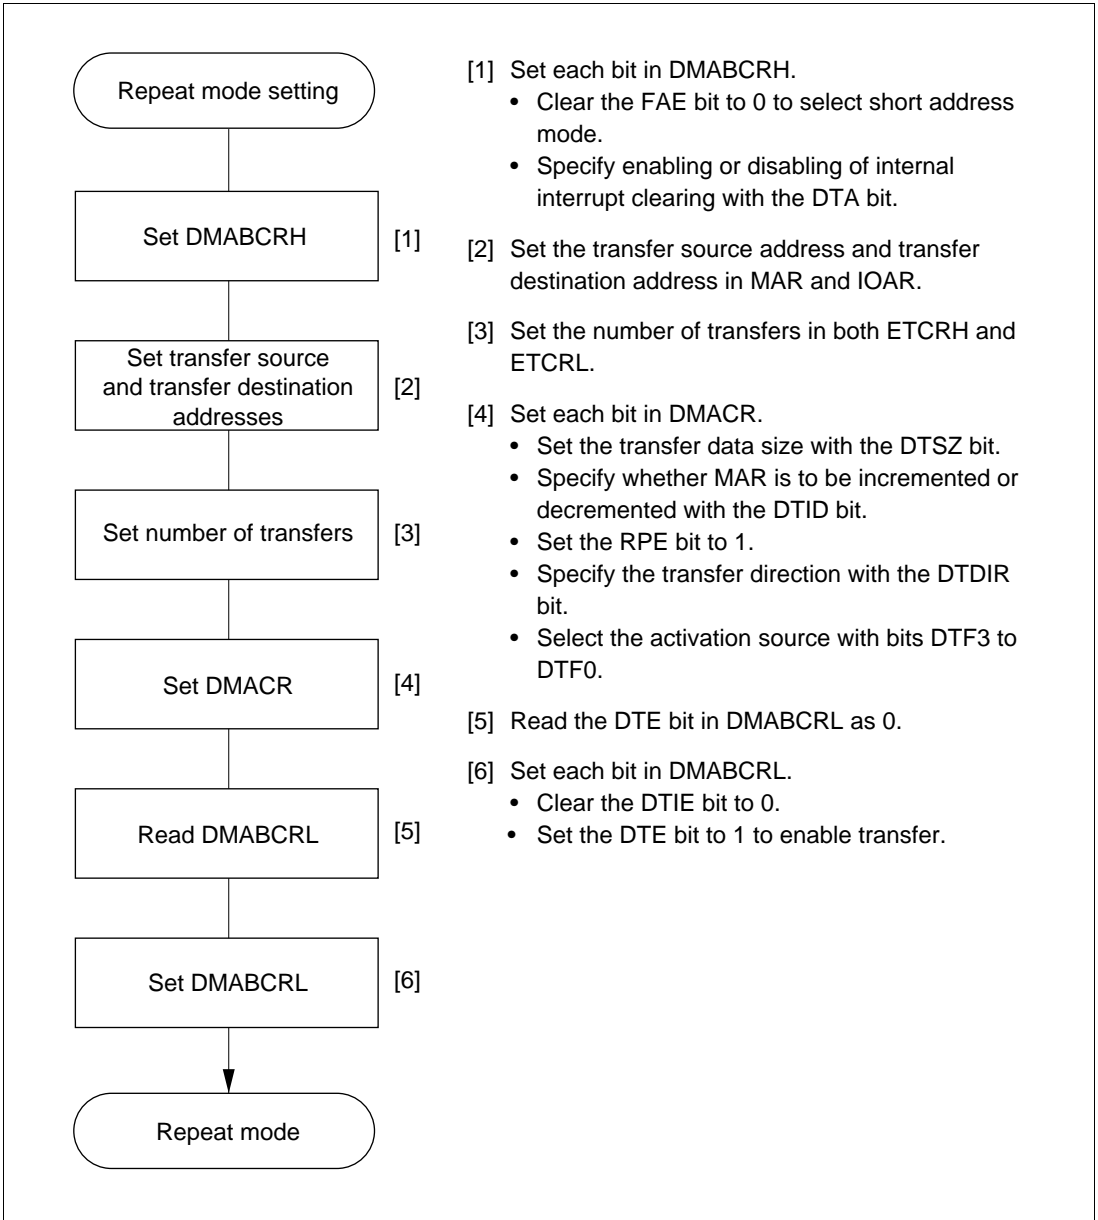 Repeat mode setting
Set DMABCRH
[1]
Set transfer source
and transfer destination
addresses
[2]
Set number of transfers
[3]
Set DMACR
[4]
Read DMABCRL
[5]
Set DMABCRL
[6]
Repeat mode
[1] Set each bit in DMABCRH.
• Clear the FAE bit to 0 to select short address
mode.
• Specify enabling or disabling of internal
interrupt clearing with the DTA bit.
[2] Set the transfer source address and transfer
destination address in MAR and IOAR.
[3] Set the number of transfers in both ETCRH and
ETCRL.
[4] Set each bit in DMACR.
• Set the transfer data size with the DTSZ bit.
• Specify whether MAR is to be incremented or
decremented with the DTID bit.
• Set the RPE bit to 1.
• Specify the transfer direction with the DTDIR
bit.
• Select the activation source with bits DTF3 to
DTF0.
[5] Read the DTE bit in DMABCRL as 0.
[6] Set each bit in DMABCRL.
• Clear the DTIE bit to 0.
• Set the DTE bit to 1 to enable transfer.